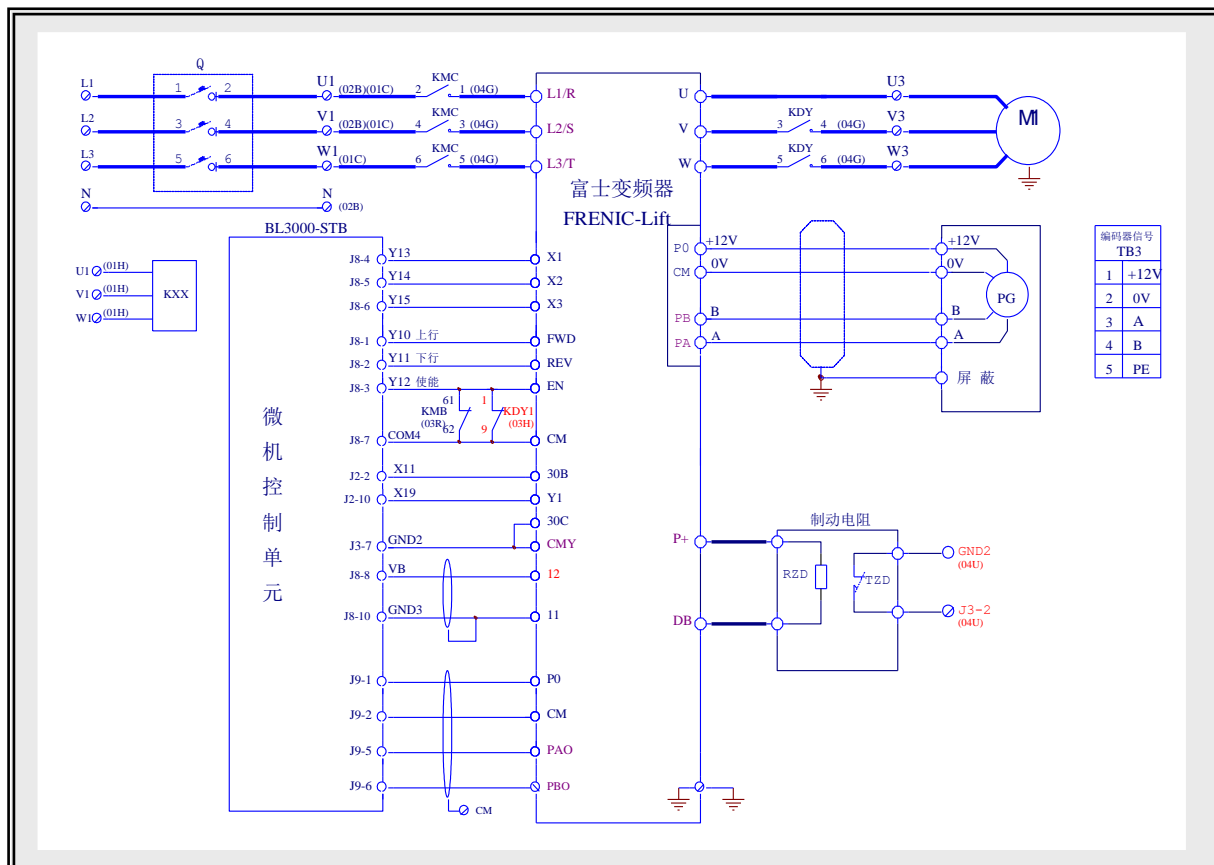 Q
L1 1 2 U1 (02B)(01C) 2 KMC 1 (04G) L1/R U U3
L2 3 4 V1 (02B)(01C) 4 KMC 3 (04G) L2/S V 3 KDY 4 (04G) V3 M1
L3 5 6 W1 (01C) 6 KMC 5 (04G) L3/T W 5 KDY 6 (04G) W3
N N (02B)
富士变频器
FRENIC-Lift
BL3000-STB
U1 (01H)
V1 (01H) KXX
W1 (01H)
微机控制单元
J8-4 Y13 X1
J8-5 Y14 X2
J8-6 Y15 X3
J8-1 Y10 上行 FWD
J8-2 Y11 下行 REV
J8-3 Y12 使能 EN
61 1
KMB KDY1
(03R) (03H)
62 9
J8-7 COM4 CM
J2-2 X11 30B
J2-10 X19 Y1
30C
J3-7 GND2 CMY
J8-8 VB 12
J8-10 GND3 11
J9-1 P0
J9-2 CM
J9-5 PAO
J9-6 PBO
CM
P0 +12V +12V
CM 0V 0V
PG
PB B B
PA A A
屏蔽
编码器信号
TB3
1 +12V
2 0V
3 A
4 B
5 PE
制动电阻
P+ GND2
(04U)
RZD TZD
DB J3-2
(04U)